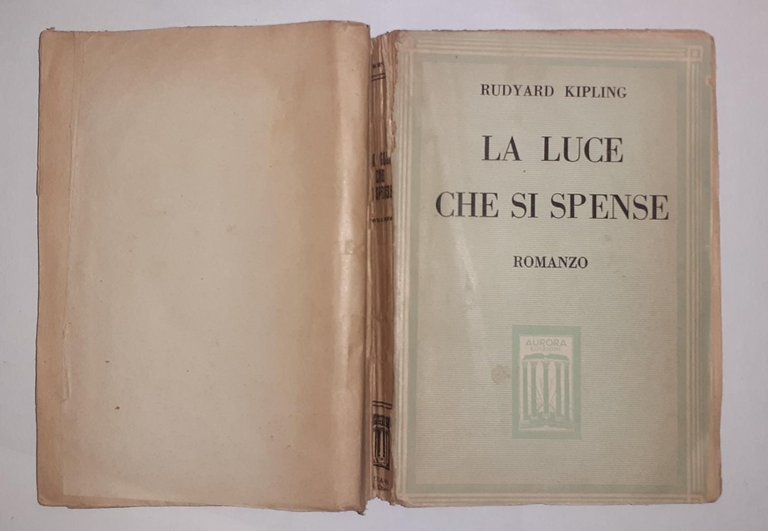 RUDYARD KIPLING
LA LUCE
CHE SI SPENSE
ROMANZO
AURORA